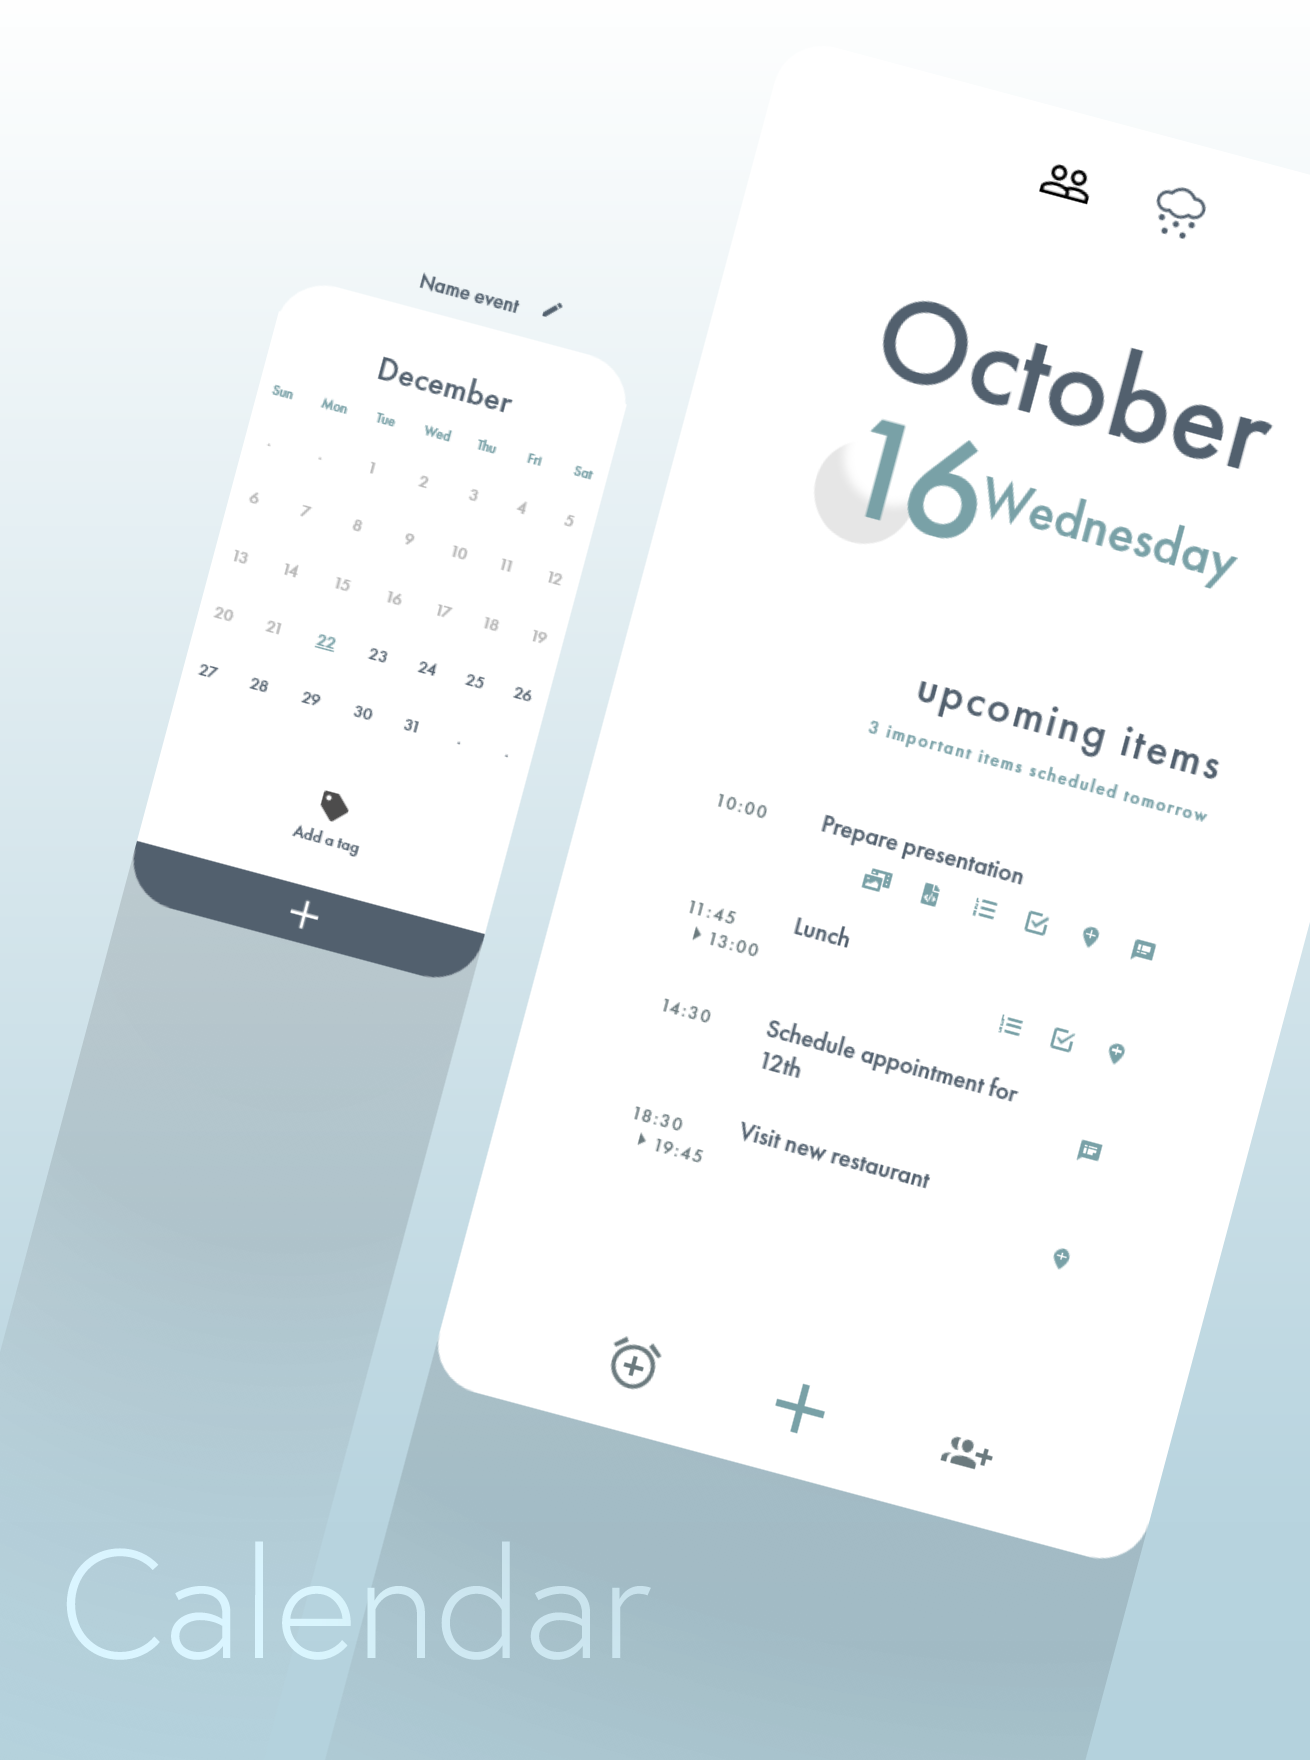 Name event
December
Sun Mon Tue Wed Thu Fri Sat
. . 1 2 3 4 5
6 7 8 9 10 11 12
13 14 15 16 17 18 19
20 21 22 23 24 25 26
27 28 29 30 31 . .
Add a tag
October
16 Wednesday
upcoming items
3 important items scheduled tomorrow
10:00 Prepare presentation
11:45 Lunch
13:00
14:30 Schedule appointment for
12th
18:30 Visit new restaurant
19:45
Calendar